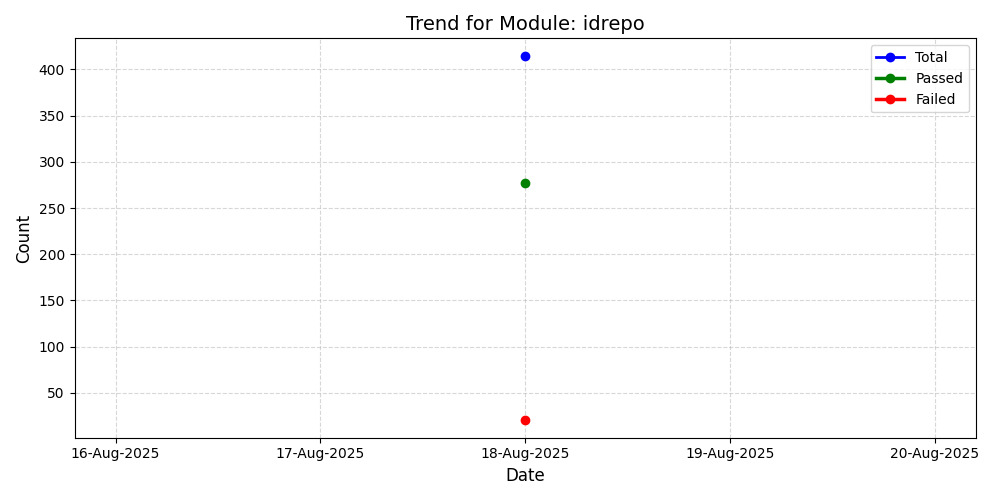 Trend for Module: idrepo
Total
Passed
Failed
Count
400
350
300
250
200
150
100
50
16-Aug-2025
17-Aug-2025
18-Aug-2025
19-Aug-2025
20-Aug-2025
Date